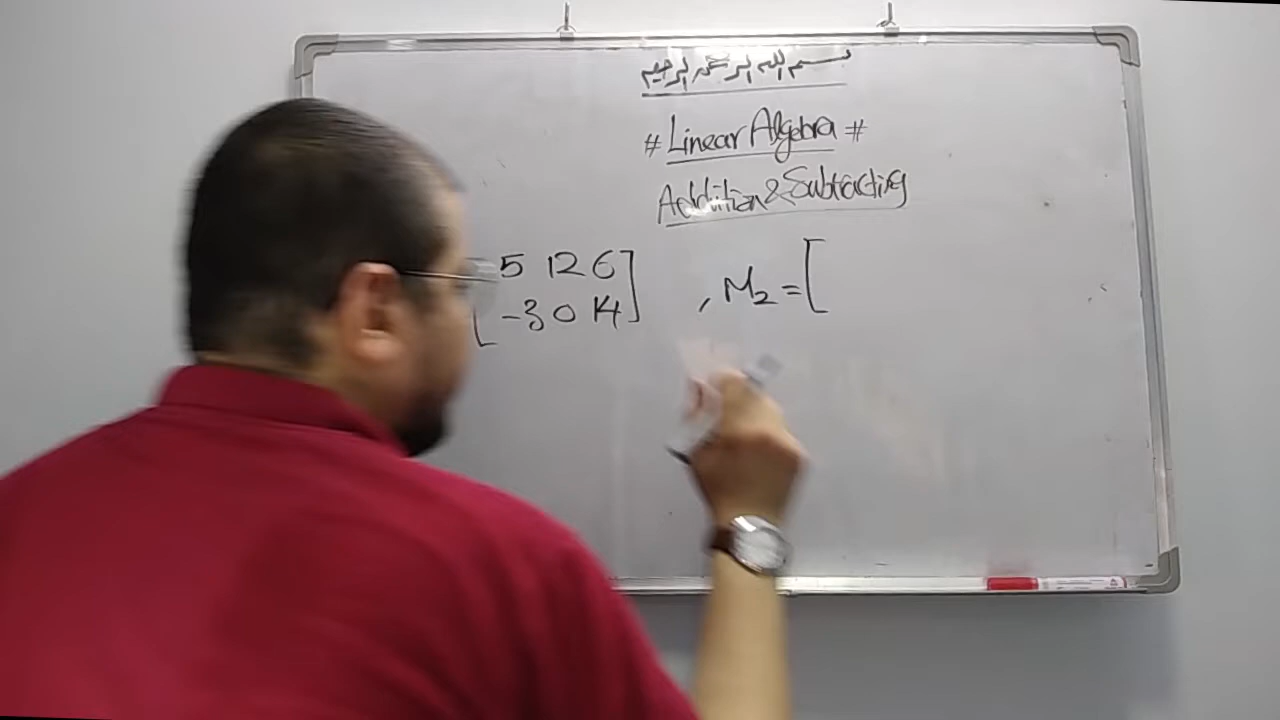 بسم الله الرحمن الرحيم
# Linear Algebra #
Addition & Subtracting
5 12 6 ] , M₂ = [
[ -3 0 14 ]